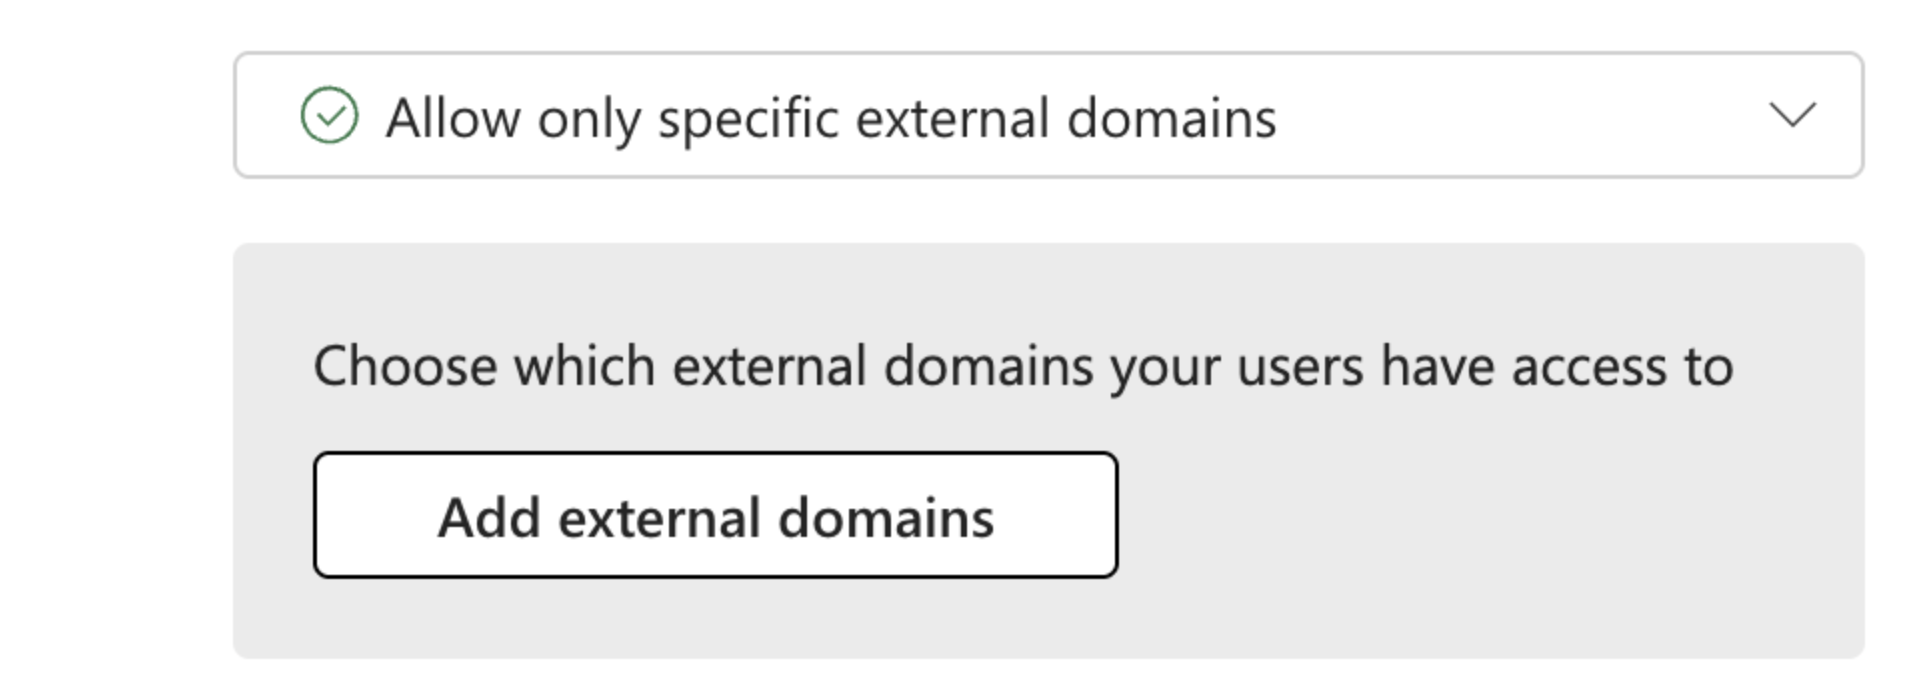 Allow only specific external domains
Choose which external domains your users have access to
Add external domains